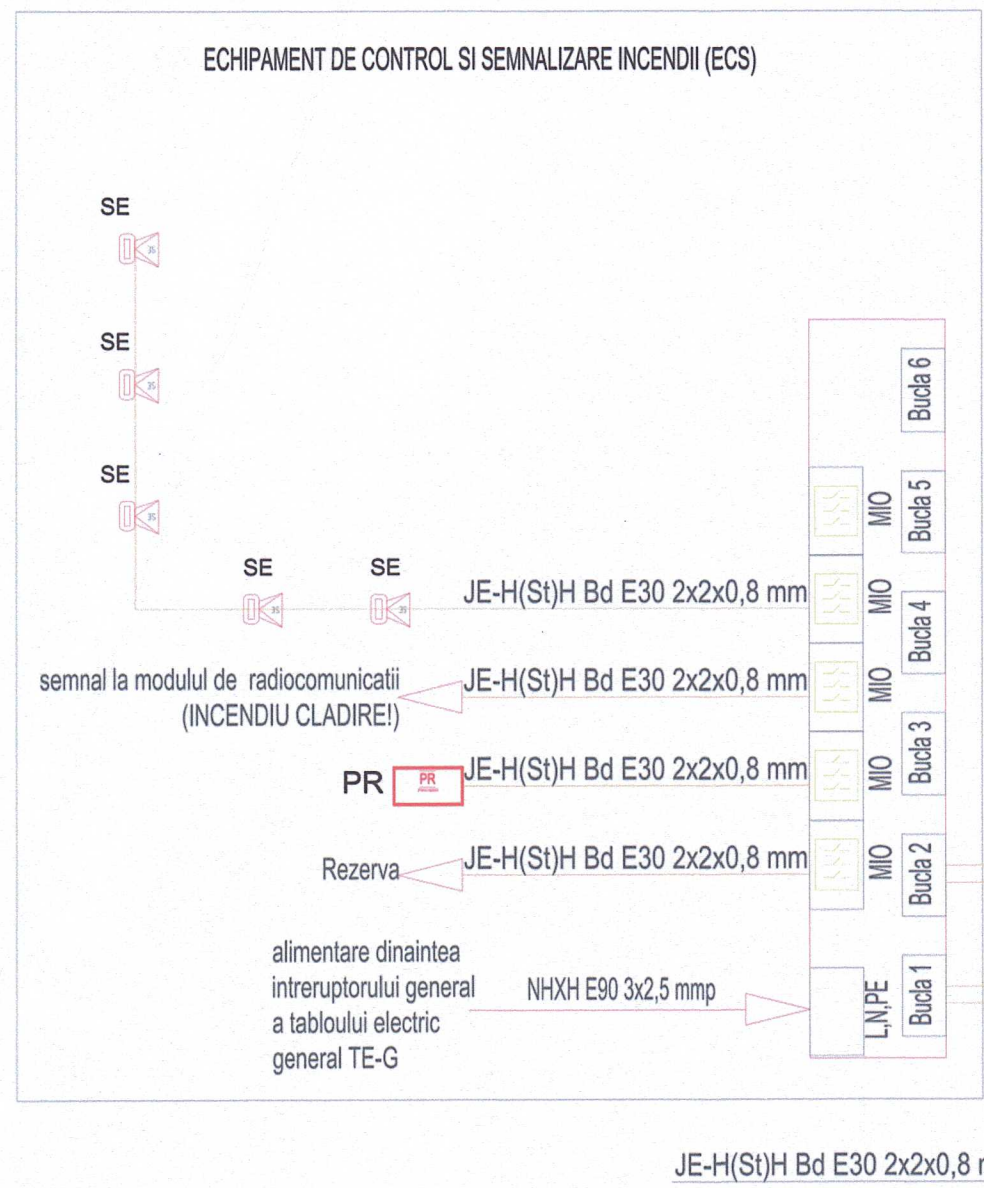 ECHIPAMENT DE CONTROL SI SEMNALIZARE INCENDII (ECS)
SE
SE
SE
SE SE
JE-H(St)H Bd E30 2x2x0,8 mm
semnal la modulul de radiocomunicatii
(INCENDIU CLADIRE!)
JE-H(St)H Bd E30 2x2x0,8 mm
PR
PR
JE-H(St)H Bd E30 2x2x0,8 mm
Rezerva
JE-H(St)H Bd E30 2x2x0,8 mm
alimentare dinaintea
intreruptorului general
a tabloului electric
general TE-G
NHXH E90 3x2,5 mmp
MIO
MIO
MIO
MIO
MIO
L,N,PE
Bucla 6
Bucla 5
Bucla 4
Bucla 3
Bucla 2
Bucla 1
JE-H(St)H Bd E30 2x2x0,8